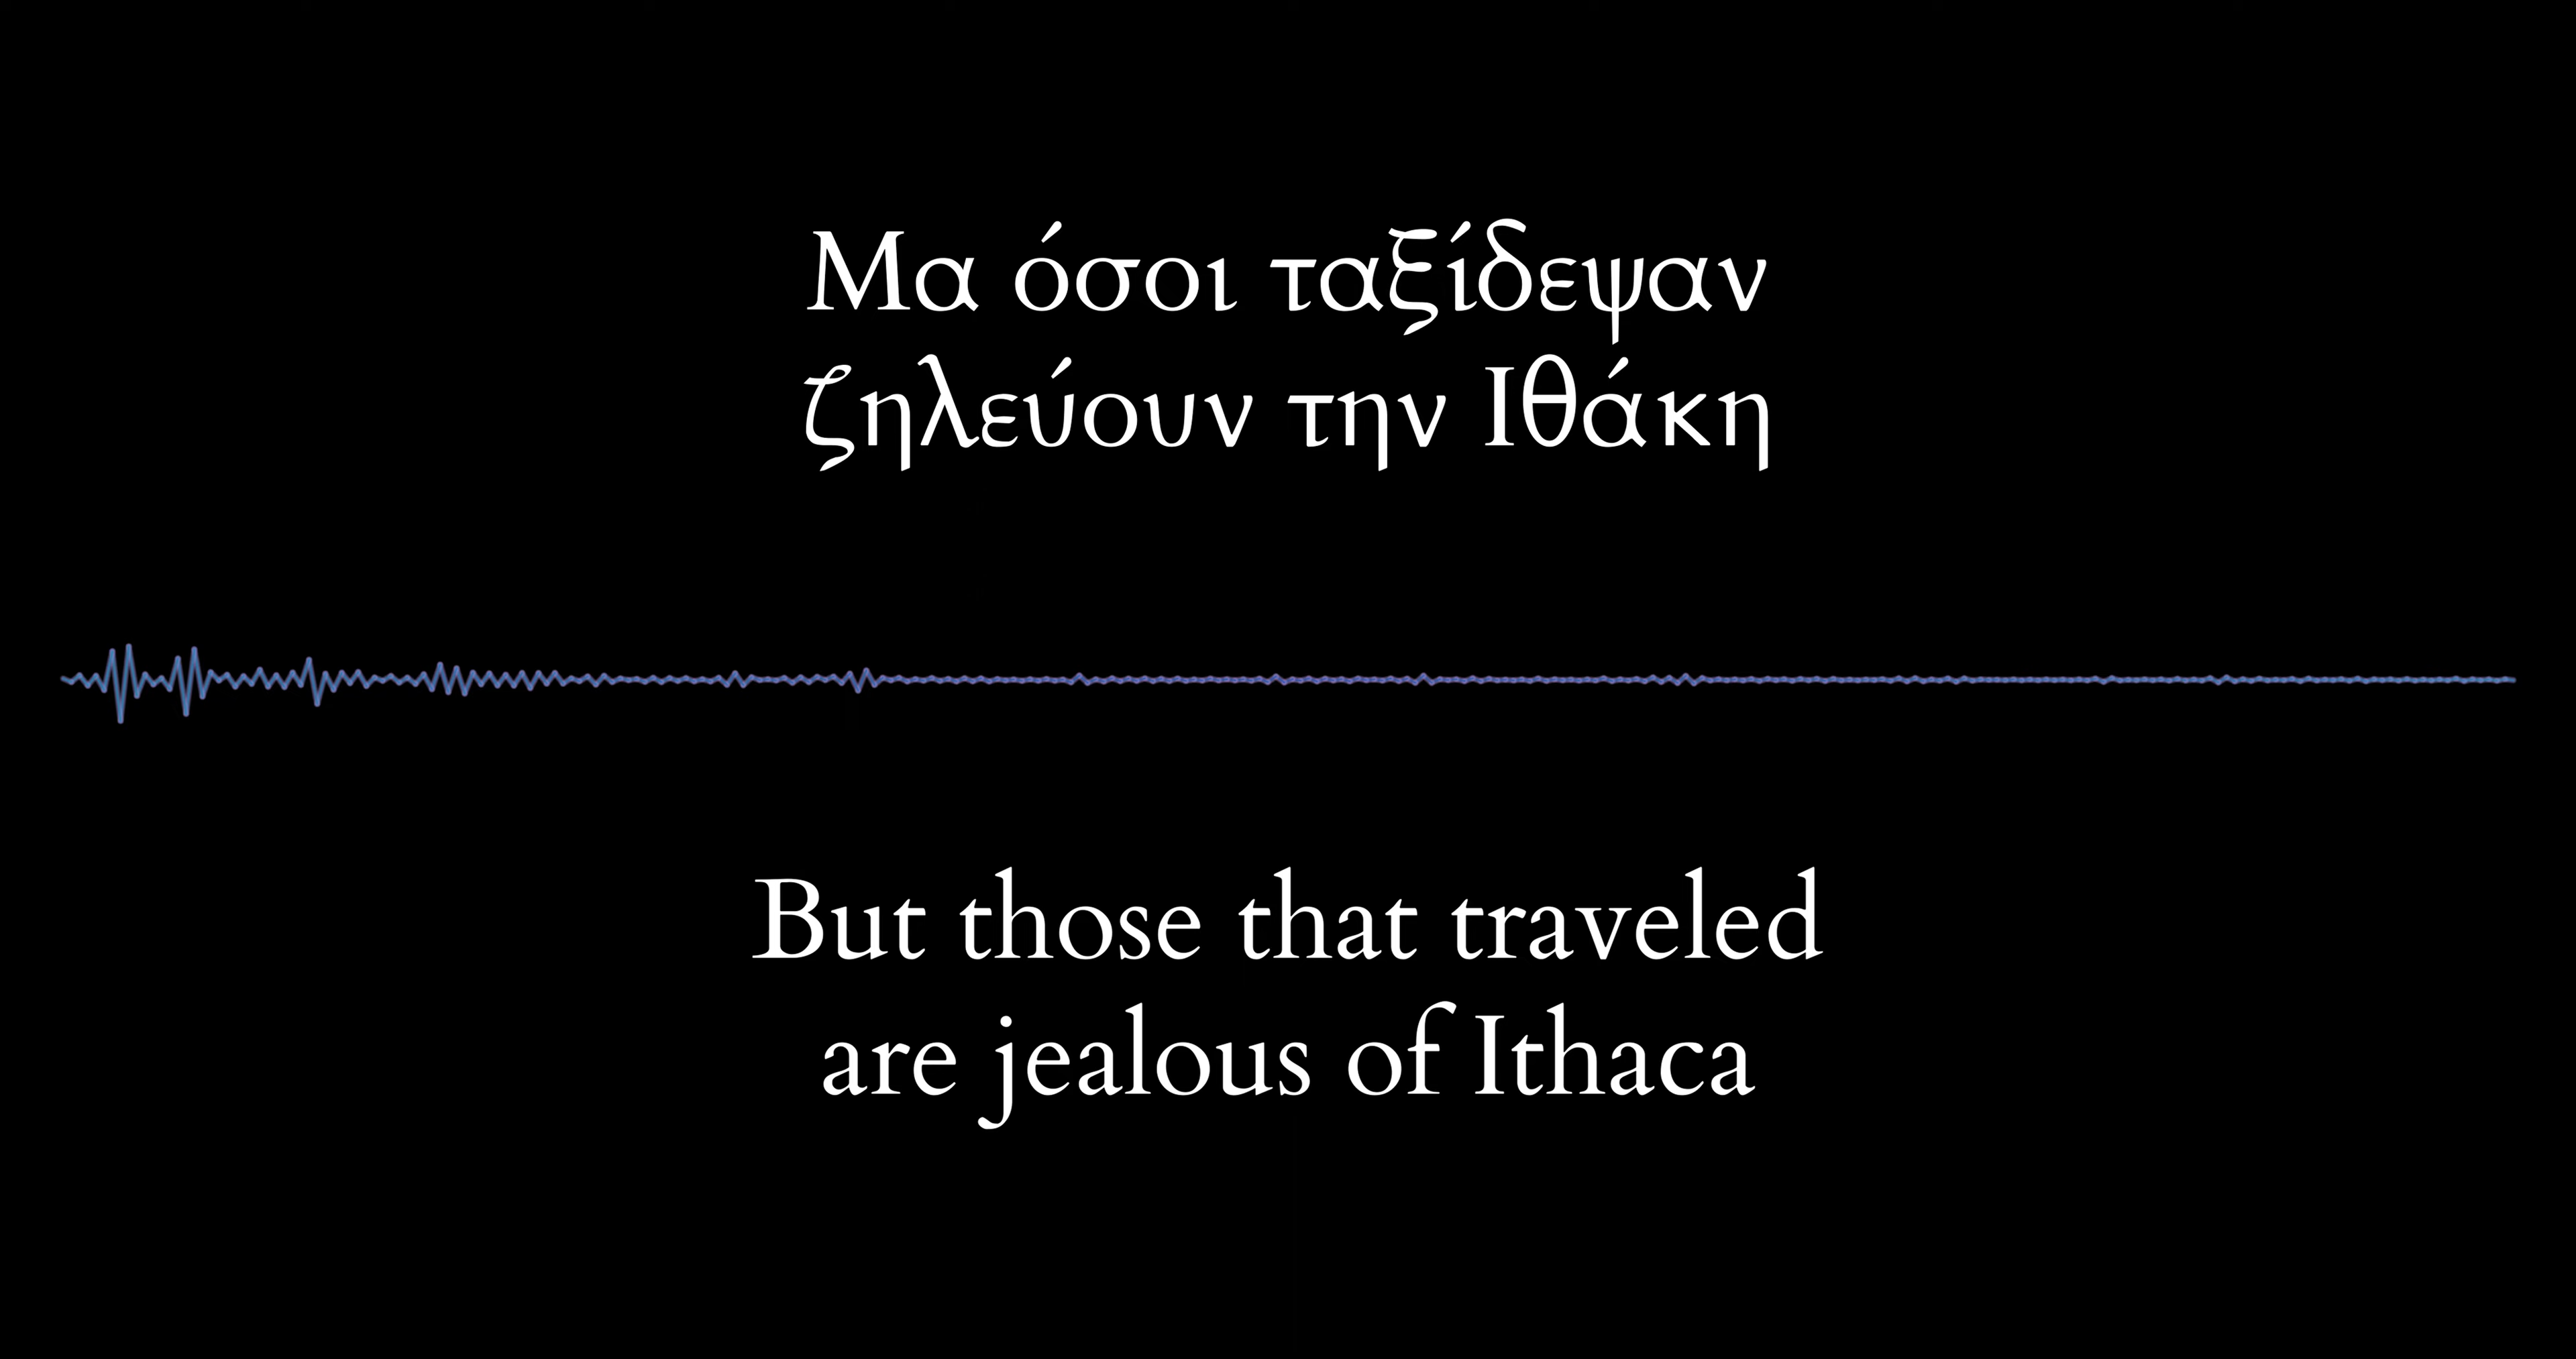 Μα όσοι ταξίδεψαν
ζηλεύουν την Ιθάκη
But those that traveled
are jealous of Ithaca